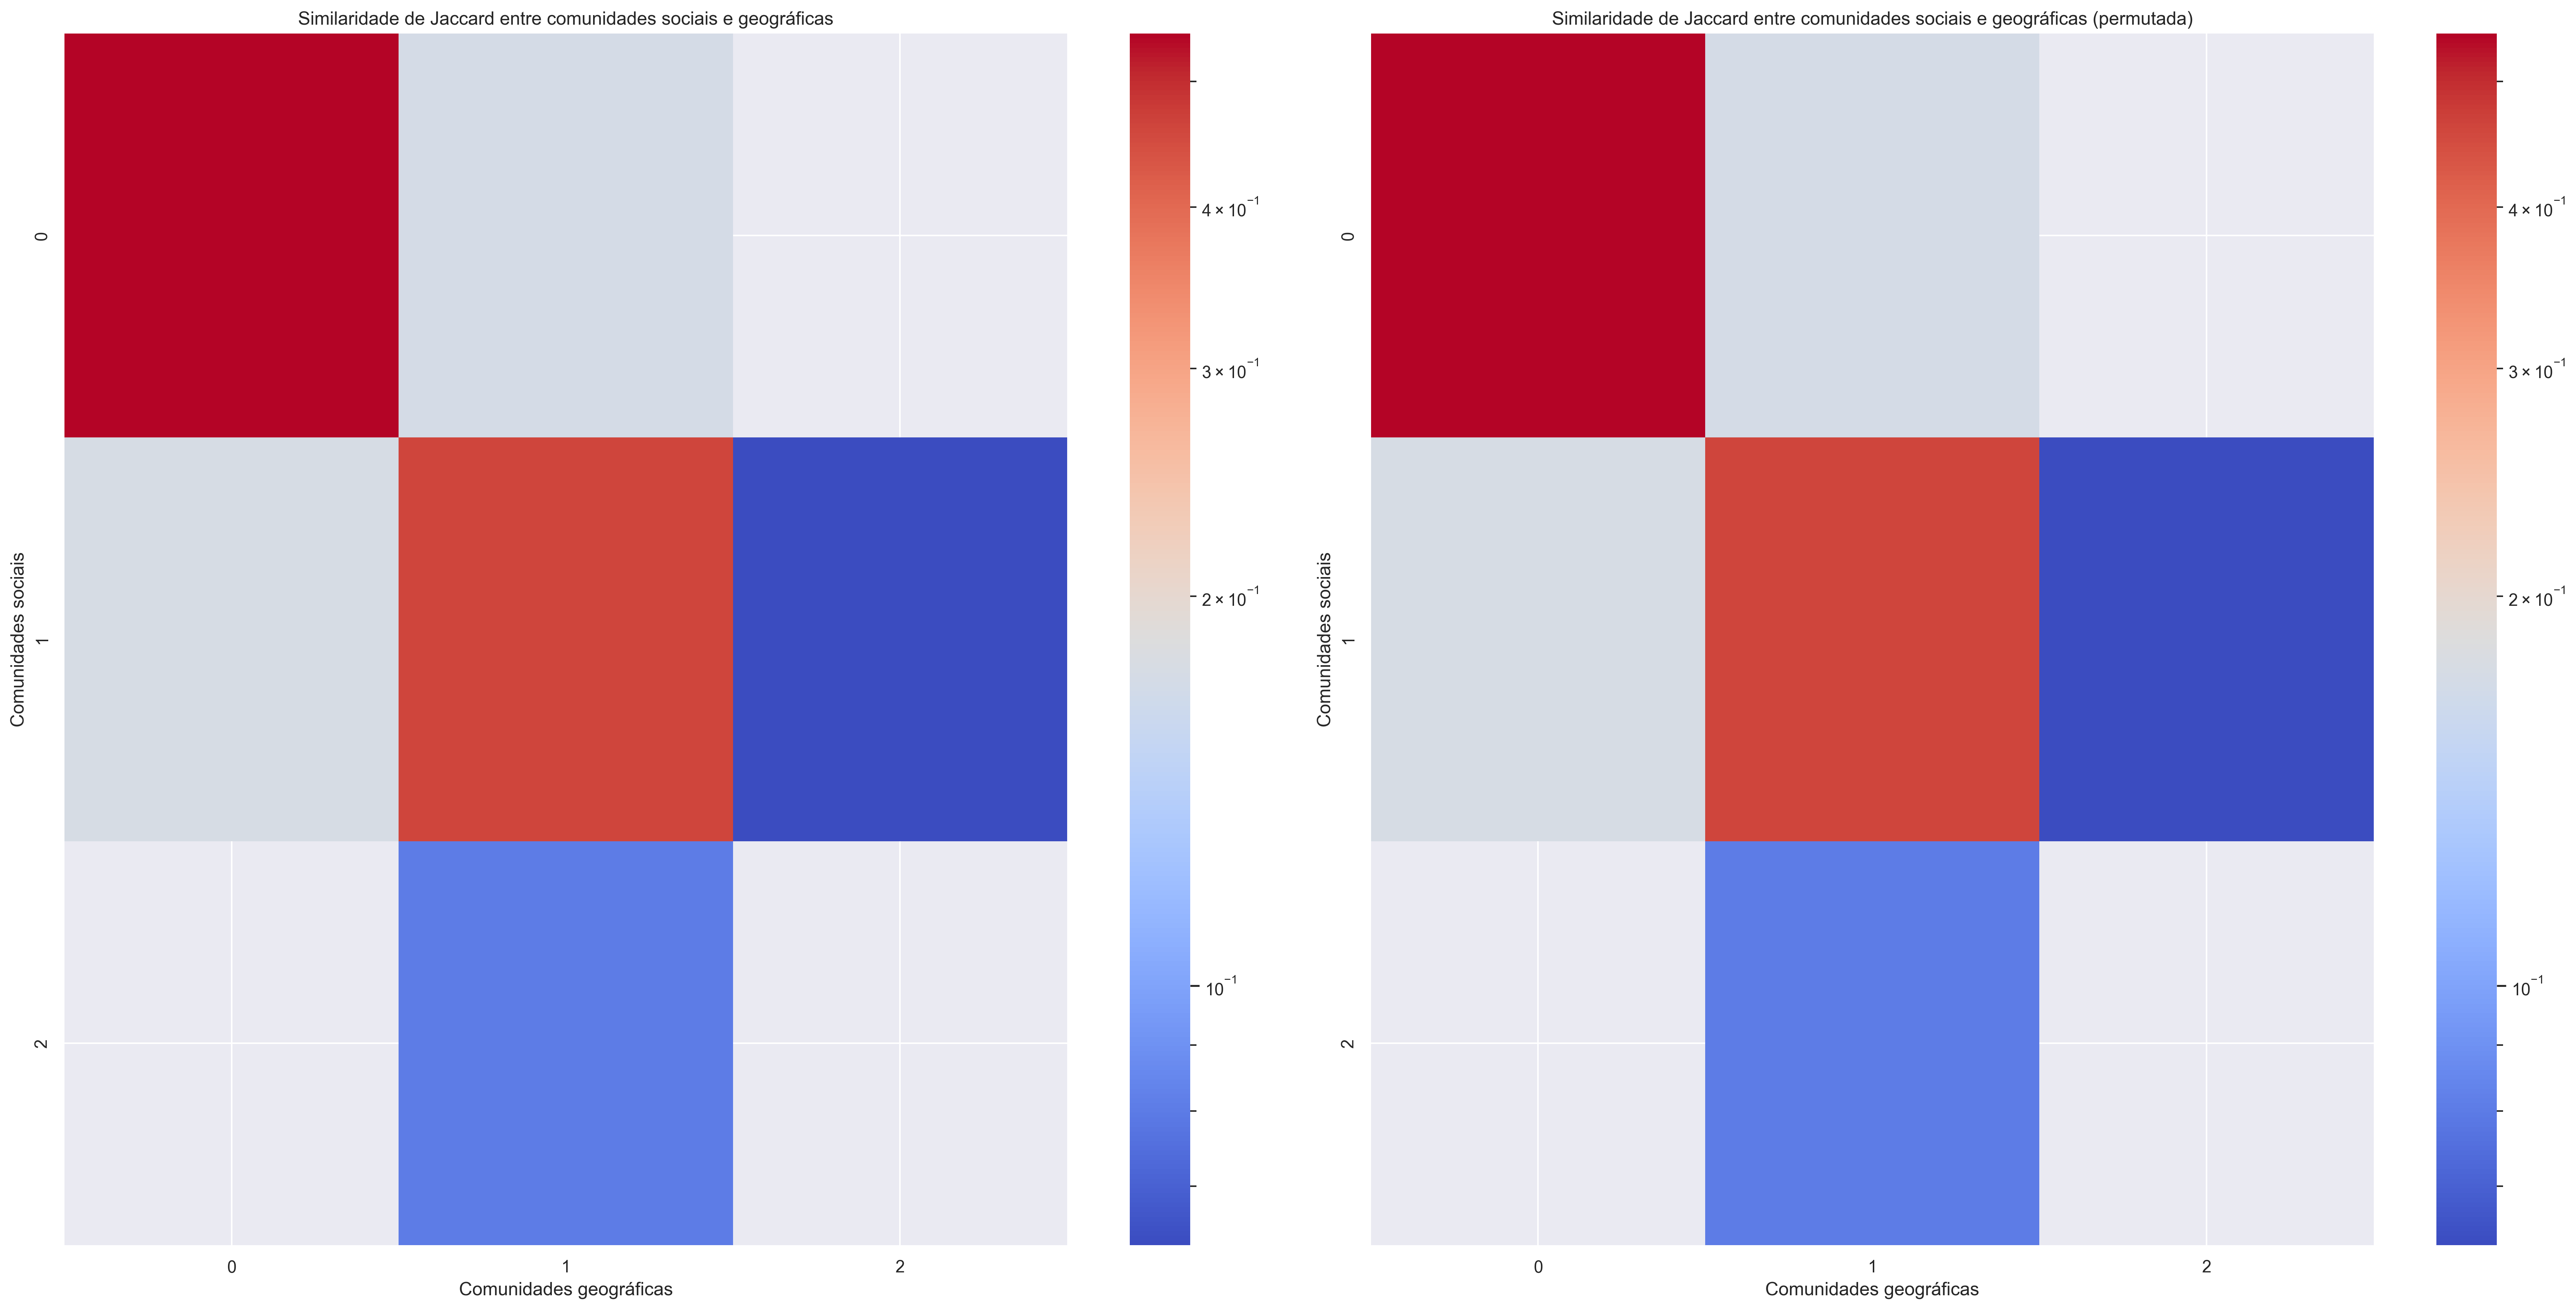 Similaridade de Jaccard entre comunidades sociais e geográficas
Comunidades sociais
0
1
2
0
1
2
Comunidades geográficas
4 × 10⁻¹
3 × 10⁻¹
2 × 10⁻¹
10⁻¹
Similaridade de Jaccard entre comunidades sociais e geográficas (permutada)
Comunidades sociais
0
1
2
0
1
2
Comunidades geográficas
4 × 10⁻¹
3 × 10⁻¹
2 × 10⁻¹
10⁻¹